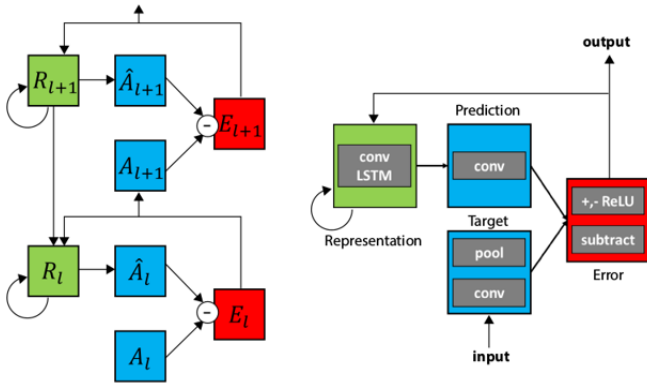 R_{l+1}
Â_{l+1}
E_{l+1}
-
A_{l+1}
R_l
Â_l
E_l
-
A_l
output
Prediction
conv
LSTM
conv
+,- ReLU
subtract
Error
Representation
Target
pool
conv
input